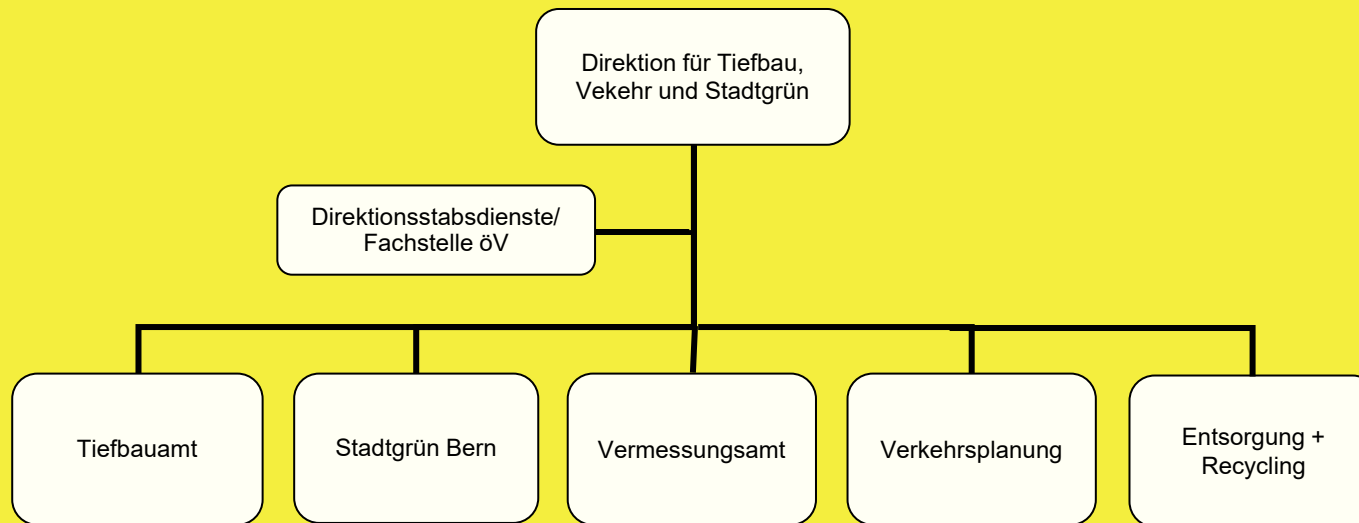 Direktion für Tiefbau,
Vekehr und Stadtgrün
Direktionsstabsdienste/
Fachstelle öV
Tiefbauamt
Stadtgrün Bern
Vermessungsamt
Verkehrsplanung
Entsorgung +
Recycling